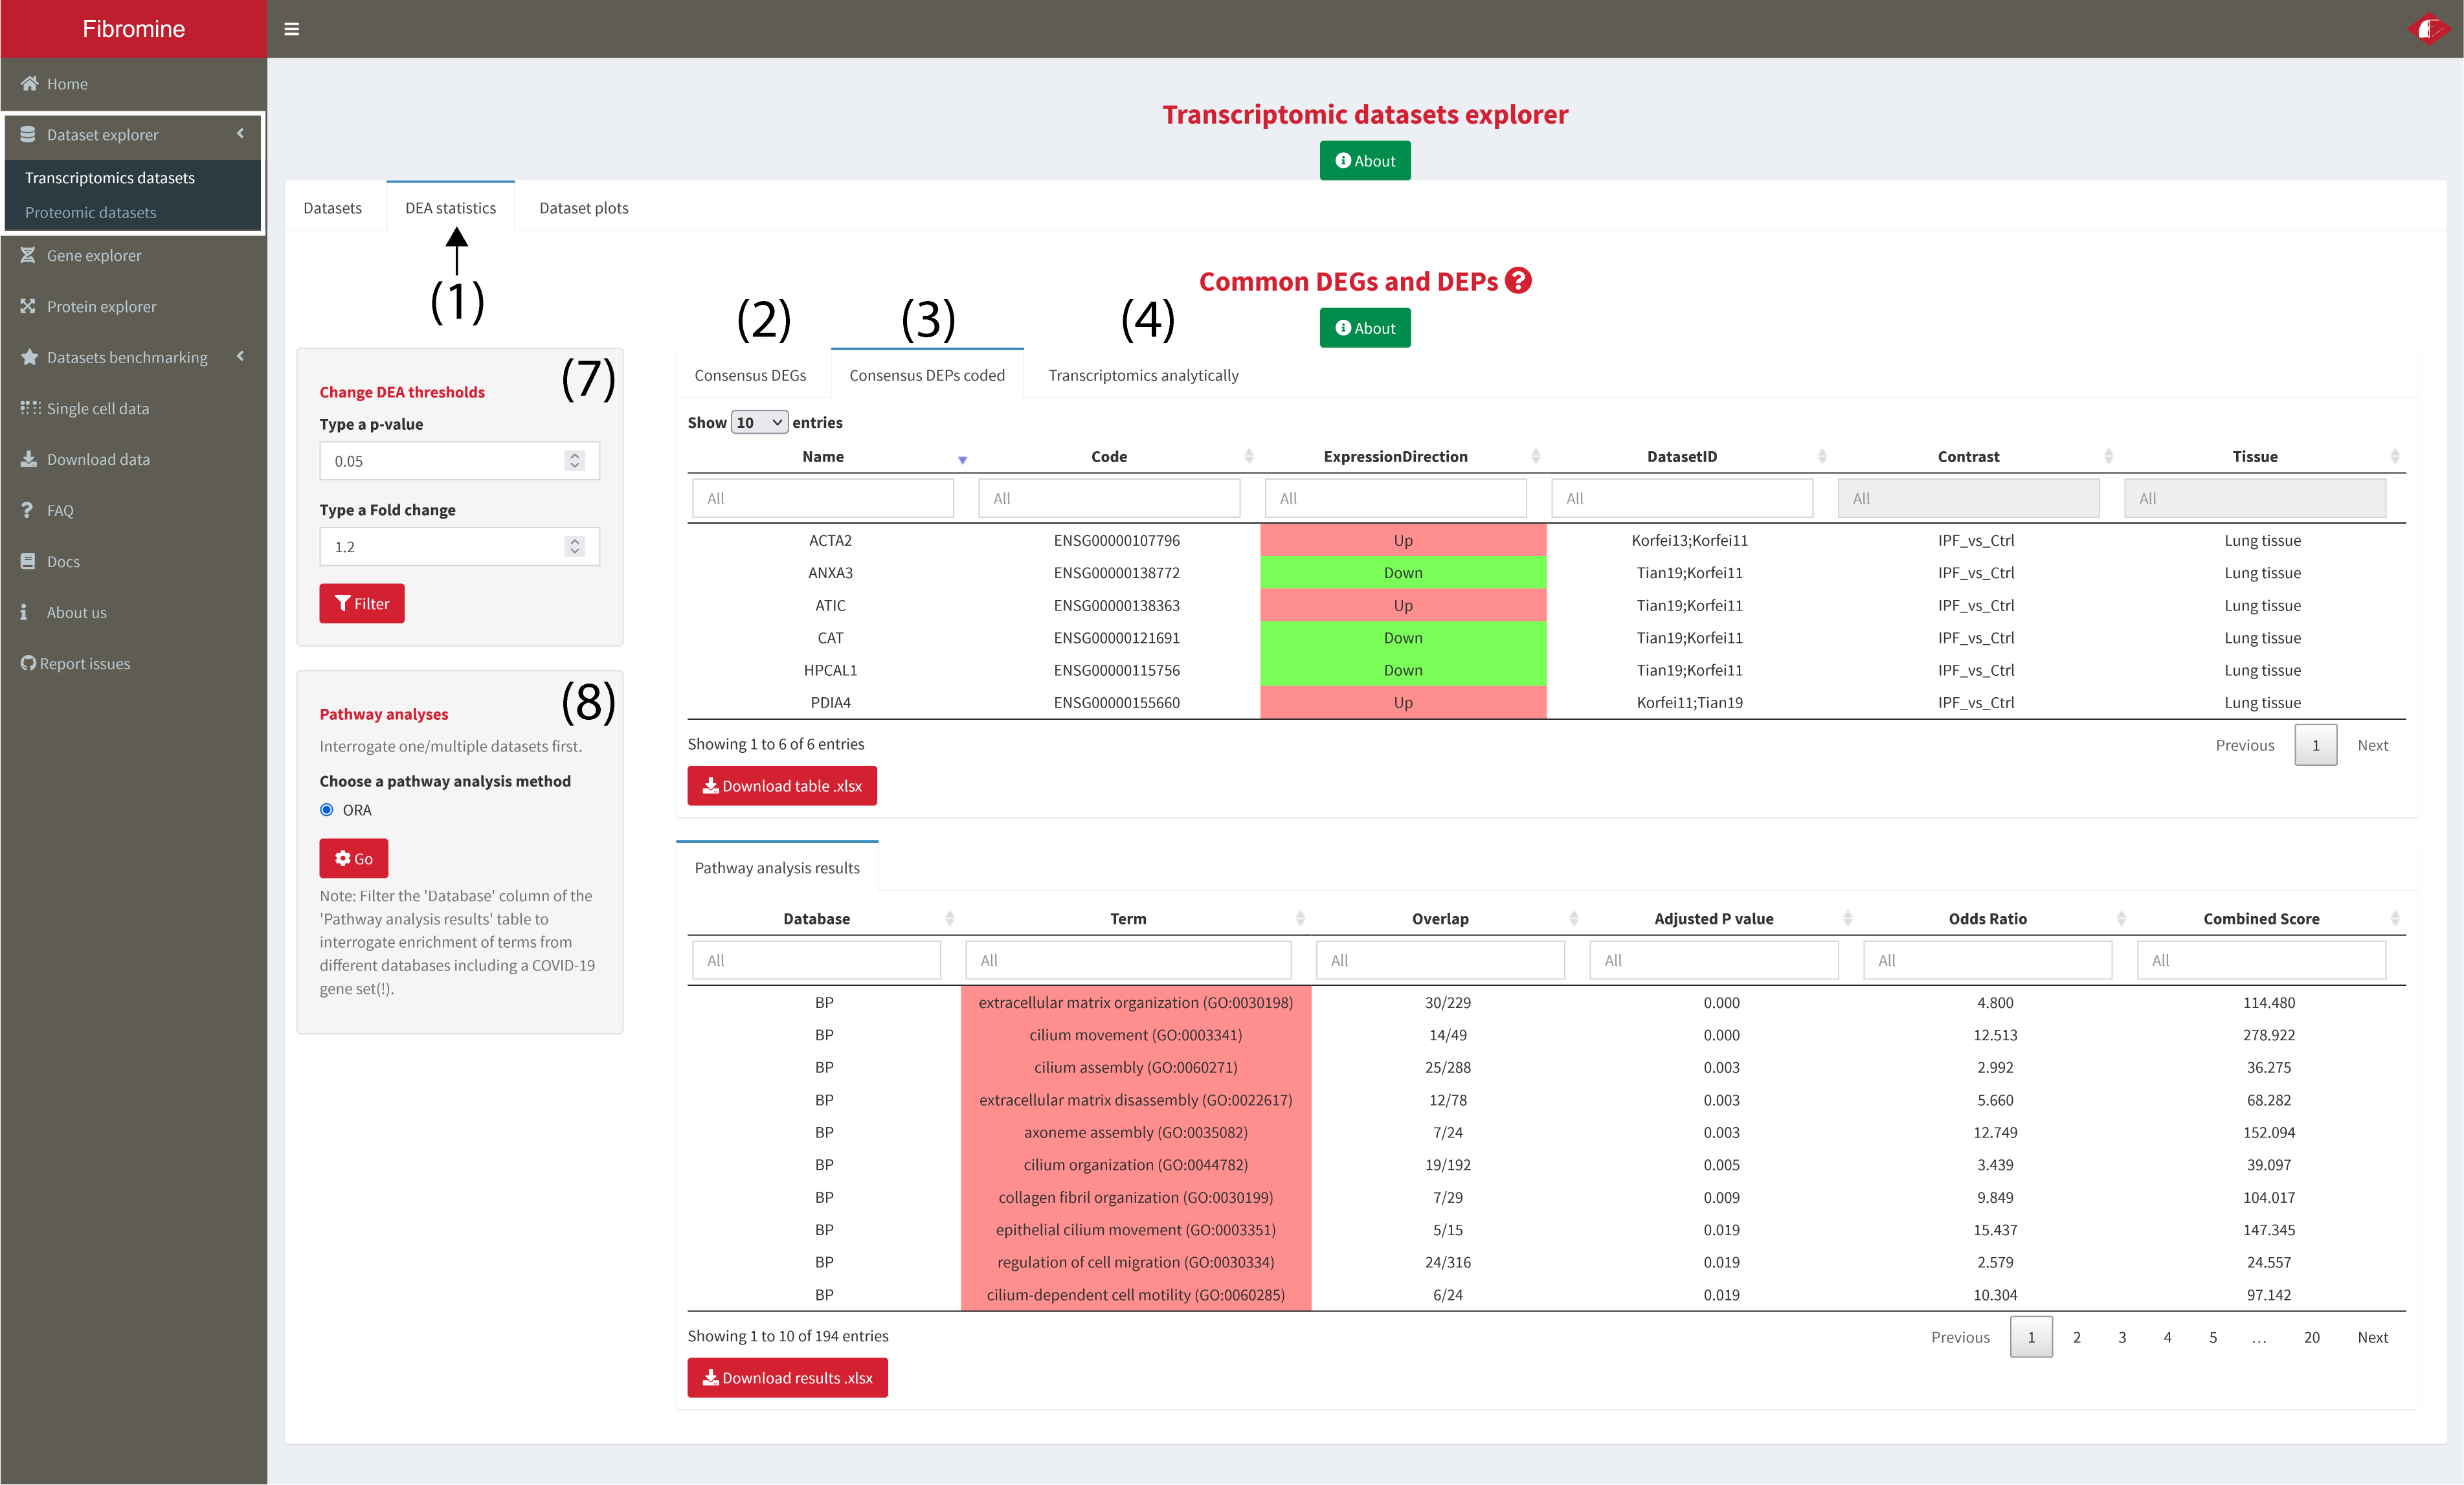 Fibromine
Home
Dataset explorer
Transcriptomics datasets
Proteomic datasets
Gene explorer
Protein explorer
Datasets benchmarking
Single cell data
Download data
FAQ
Docs
About us
Report issues
Transcriptomic datasets explorer
About
Datasets DEA statistics Dataset plots
(1)
Common DEGs and DEPs ?
About
(2) (3) (4)
(7)
Change DEA thresholds
Type a p-value
0.05
Type a Fold change
1.2
Filter
(8)
Pathway analyses
Interrogate one/multiple datasets first.
Choose a pathway analysis method
ORA
Go
Note: Filter the 'Database' column of the
'Pathway analysis results' table to
interrogate enrichment of terms from
different databases including a COVID-19
gene set(!).
Consensus DEGs Consensus DEPs coded Transcriptomics analytically
Show 10 entries
Name Code ExpressionDirection DatasetID Contrast Tissue
All All All All All All
ACTA2 ENSG00000107796 Up Korfei13;Korfei11 IPF_vs_Ctrl Lung tissue
ANXA3 ENSG00000138772 Down Tian19;Korfei11 IPF_vs_Ctrl Lung tissue
ATIC ENSG00000138363 Up Tian19;Korfei11 IPF_vs_Ctrl Lung tissue
CAT ENSG00000121691 Down Tian19;Korfei11 IPF_vs_Ctrl Lung tissue
HPCAL1 ENSG00000115756 Down Tian19;Korfei11 IPF_vs_Ctrl Lung tissue
PDIA4 ENSG00000155660 Up Korfei11;Tian19 IPF_vs_Ctrl Lung tissue
Showing 1 to 6 of 6 entries
Previous 1 Next
Download table .xlsx
Pathway analysis results
Database Term Overlap Adjusted P value Odds Ratio Combined Score
All All All All All All
BP extracellular matrix organization (GO:0030198) 30/229 0.000 4.800 114.480
BP cilium movement (GO:0003341) 14/49 0.000 12.513 278.922
BP cilium assembly (GO:0060271) 25/288 0.003 2.992 36.275
BP extracellular matrix disassembly (GO:0022617) 12/78 0.003 5.660 68.282
BP axoneme assembly (GO:0035082) 7/24 0.003 12.749 152.094
BP cilium organization (GO:0044782) 19/192 0.005 3.439 39.097
BP collagen fibril organization (GO:0030199) 7/29 0.009 9.849 104.017
BP epithelial cilium movement (GO:0003351) 5/15 0.019 15.437 147.345
BP regulation of cell migration (GO:0030334) 24/316 0.019 2.579 24.557
BP cilium-dependent cell motility (GO:0060285) 6/24 0.019 10.304 97.142
Showing 1 to 10 of 194 entries
Previous 1 2 3 4 5 … 20 Next
Download results .xlsx